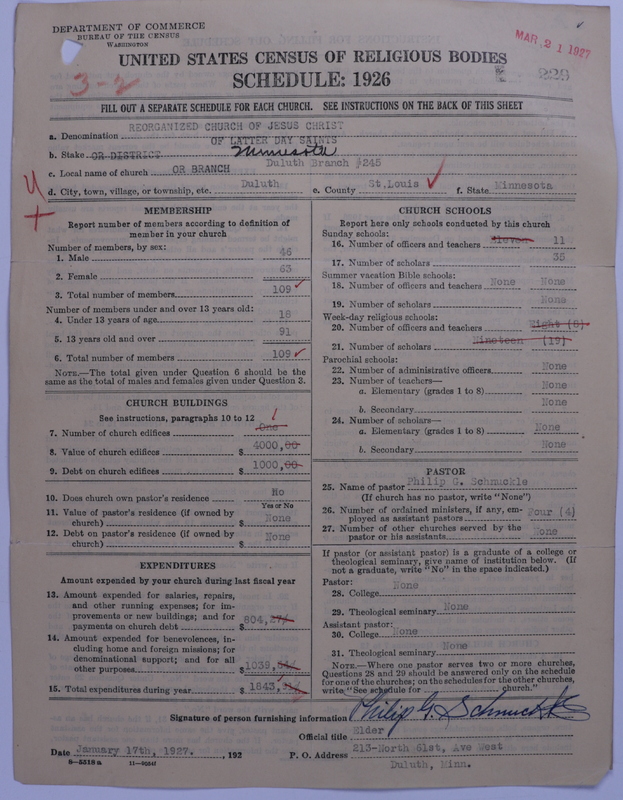 DEPARTMENT OF COMMERCE
BUREAU OF THE CENSUS
WASHINGTON
MAR 21 1927
UNITED STATES CENSUS OF RELIGIOUS BODIES
SCHEDULE: 1926
3-2
229
FILL OUT A SEPARATE SCHEDULE FOR EACH CHURCH. SEE INSTRUCTIONS ON THE BACK OF THIS SHEET
a. Denomination REORGANIZED CHURCH OF JESUS CHRIST
OF LATTER DAY SAINTS
b. Stake OR DISTRICT Minnesota
c. Local name of church OR BRANCH Duluth Branch #245
d. City, town, village, or township, etc. Duluth e. County St.Louis f. State Minnesota
MEMBERSHIP
Report number of members according to definition of
member in your church
Number of members, by sex:
1. Male 46
2. Female 63
3. Total number of members 109
Number of members under and over 13 years old:
4. Under 13 years of age 18
5. 13 years old and over 91
6. Total number of members 109
NOTE.—The total given under Question 6 should be
same as the total of males and females given under Question 3.
CHURCH BUILDINGS
See instructions, paragraphs 10 to 12
7. Number of church edifices One 1
8. Value of church edifices $ 4000,00
9. Debt on church edifices $ 1000,00
10. Does church own pastor's residence No
Yes or No
11. Value of pastor's residence (if owned by
church) $ None
12. Debt on pastor's residence (if owned by
church) $ None
EXPENDITURES
Amount expended by your church during last fiscal year
13. Amount expended for salaries, repairs,
and other running expenses; for im-
provements or new buildings; and for
payments on church debt $ 804,
14. Amount expended for benevolences, in-
cluding home and foreign missions; for
denominational support; and for all
other purposes $ 1039,
15. Total expenditures during year $ 1843,
CHURCH SCHOOLS
Report here only schools conducted by this church
Sunday schools:
16. Number of officers and teachers Eleven 11
17. Number of scholars 35
Summer vacation Bible schools:
18. Number of officers and teachers None None
19. Number of scholars None
Week-day religious schools:
20. Number of officers and teachers Eight (8)
21. Number of scholars Nineteen (19)
Parochial schools:
22. Number of administrative officers None
23. Number of teachers—
a. Elementary (grades 1 to 8) None
b. Secondary None
24. Number of scholars—
a. Elementary (grades 1 to 8) None
b. Secondary None
PASTOR
25. Name of pastor Philip G. Schmuckle
(If church has no pastor, write "None")
26. Number of ordained ministers, if any, em-
ployed as assistant pastors Four (4)
27. Number of other churches served by the
pastor or his assistants None
If pastor (or assistant pastor) is a graduate of a college or
theological seminary, give name of institution below. (If
not a graduate, write "No" in the space indicated.)
Pastor:
28. College None
29. Theological seminary None
Assistant pastor:
30. College None
31. Theological seminary None
NOTE.—Where one pastor serves two or more churches,
Questions 28 and 29 should be answered only on the schedule
for one of the churches; on the schedules for the other churches,
write "See schedule for church."
Signature of person furnishing information Philip G. Schmuckle
Official title Elder
Date January 17th, 1927. , 192 P. O. Address 213-North 61st, Ave West
Duluth, Minn.
8-5518 a